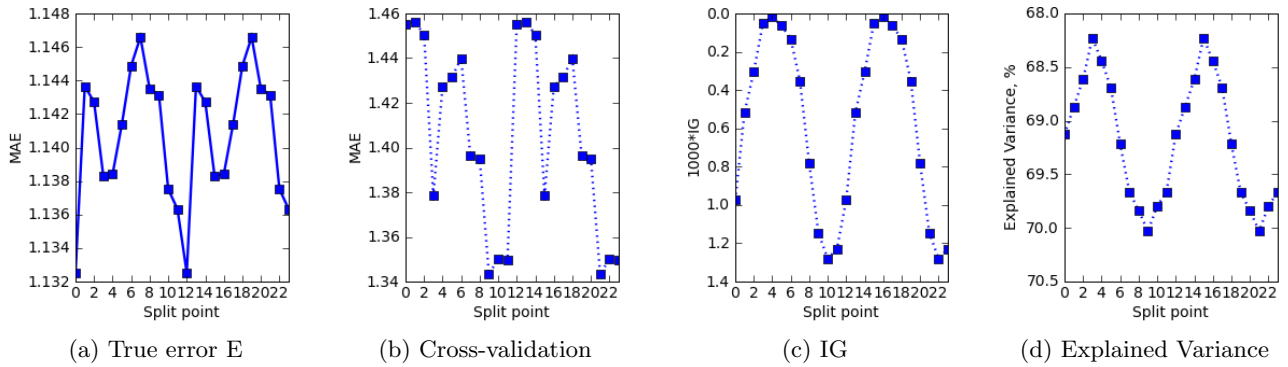 1.148
1.146
1.144
1.142
1.140
1.138
1.136
1.134
1.132
MAE
0 2 4 6 8 10 12 14 16 18 20 22
Split point
(a) True error E
1.46
1.44
1.42
1.40
1.38
1.36
1.34
MAE
0 2 4 6 8 10 12 14 16 18 20 22
Split point
(b) Cross-validation
0.0
0.2
0.4
0.6
0.8
1.0
1.2
1.4
1000*IG
0 2 4 6 8 10 12 14 16 18 20 22
Split point
(c) IG
68.0
68.5
69.0
69.5
70.0
70.5
Explained Variance, %
0 2 4 6 8 10 12 14 16 18 20 22
Split point
(d) Explained Variance